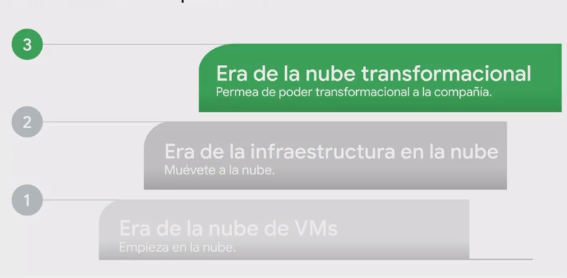 3
Era de la nube transformacional
Permea de poder transformacional a la compañía.
2
Era de la infraestructura en la nube
Muévete a la nube.
1
Era de la nube de VMs
Empieza en la nube.